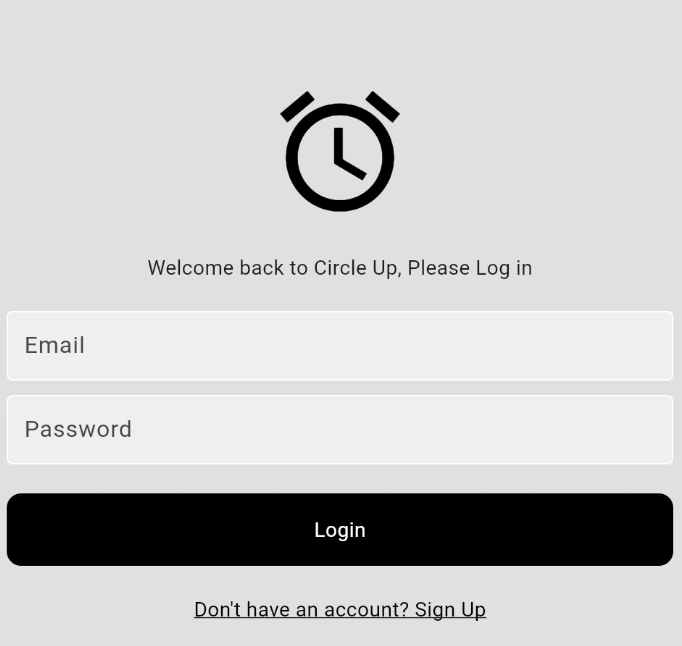 Welcome back to Circle Up, Please Log in
Email
Password
Login
Don't have an account? Sign Up